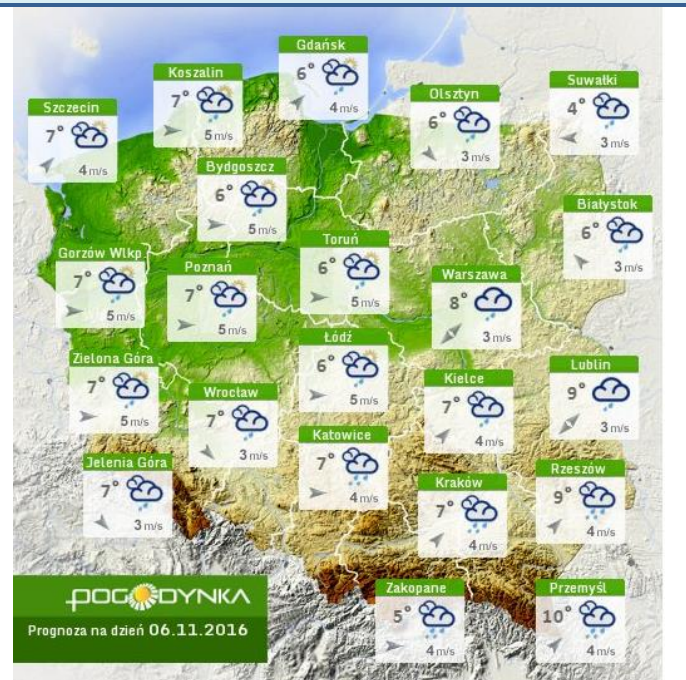 Gdańsk
6°
4 m/s
Koszalin
7°
5 m/s
Szczecin
7°
4 m/s
Olsztyn
6°
3 m/s
Suwałki
4°
3 m/s
Bydgoszcz
6°
5 m/s
Białystok
6°
3 m/s
Gorzów Wlkp
7°
5 m/s
Poznań
7°
5 m/s
Toruń
6°
5 m/s
Warszawa
8°
3 m/s
Zielona Góra
7°
5 m/s
Wrocław
7°
3 m/s
Łódź
6°
5 m/s
Kielce
7°
4 m/s
Lublin
9°
3 m/s
Jelenia Góra
7°
3 m/s
Katowice
7°
4 m/s
Kraków
7°
4 m/s
Rzeszów
9°
4 m/s
Zakopane
5°
4 m/s
Przemyśl
10°
4 m/s
POGODYNKA
Prognoza na dzień 06.11.2016